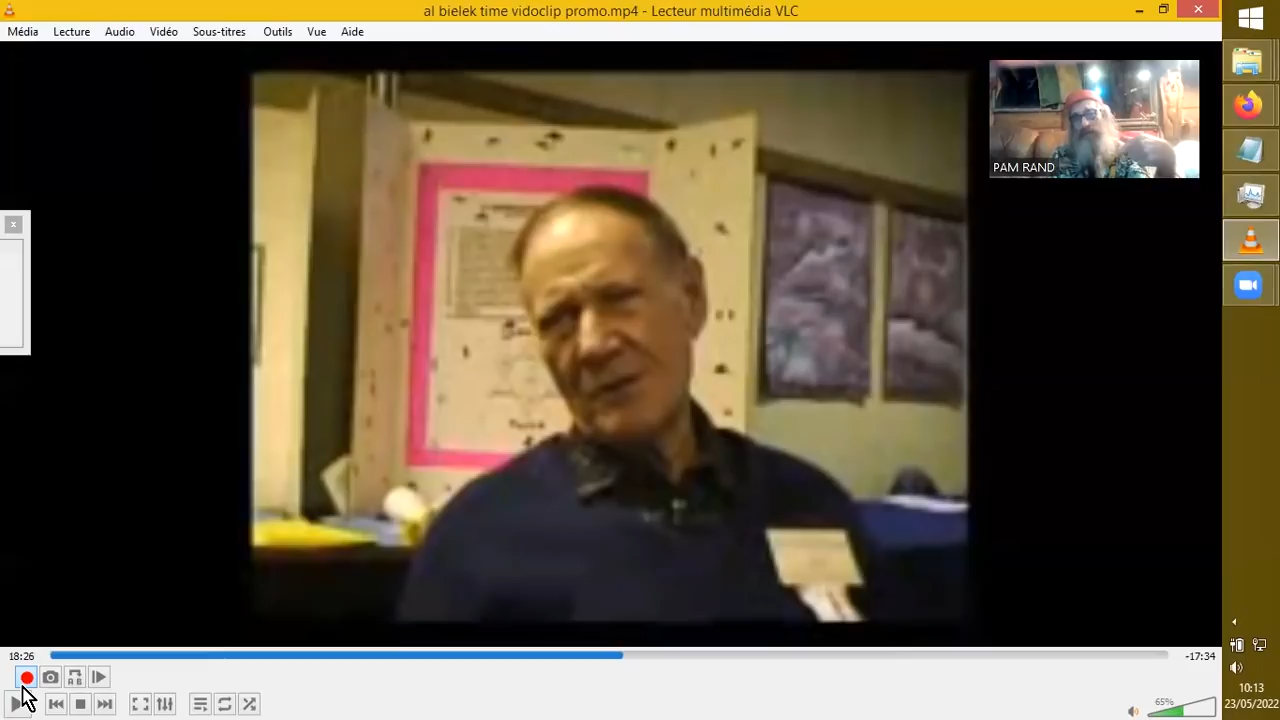 al bielek time vidoclip promo.mp4 - Lecteur multimédia VLC
Média Lecture Audio Vidéo Sous-titres Outils Vue Aide
PAM RAND
18:26
-17:34
65%
10:13
23/05/2022